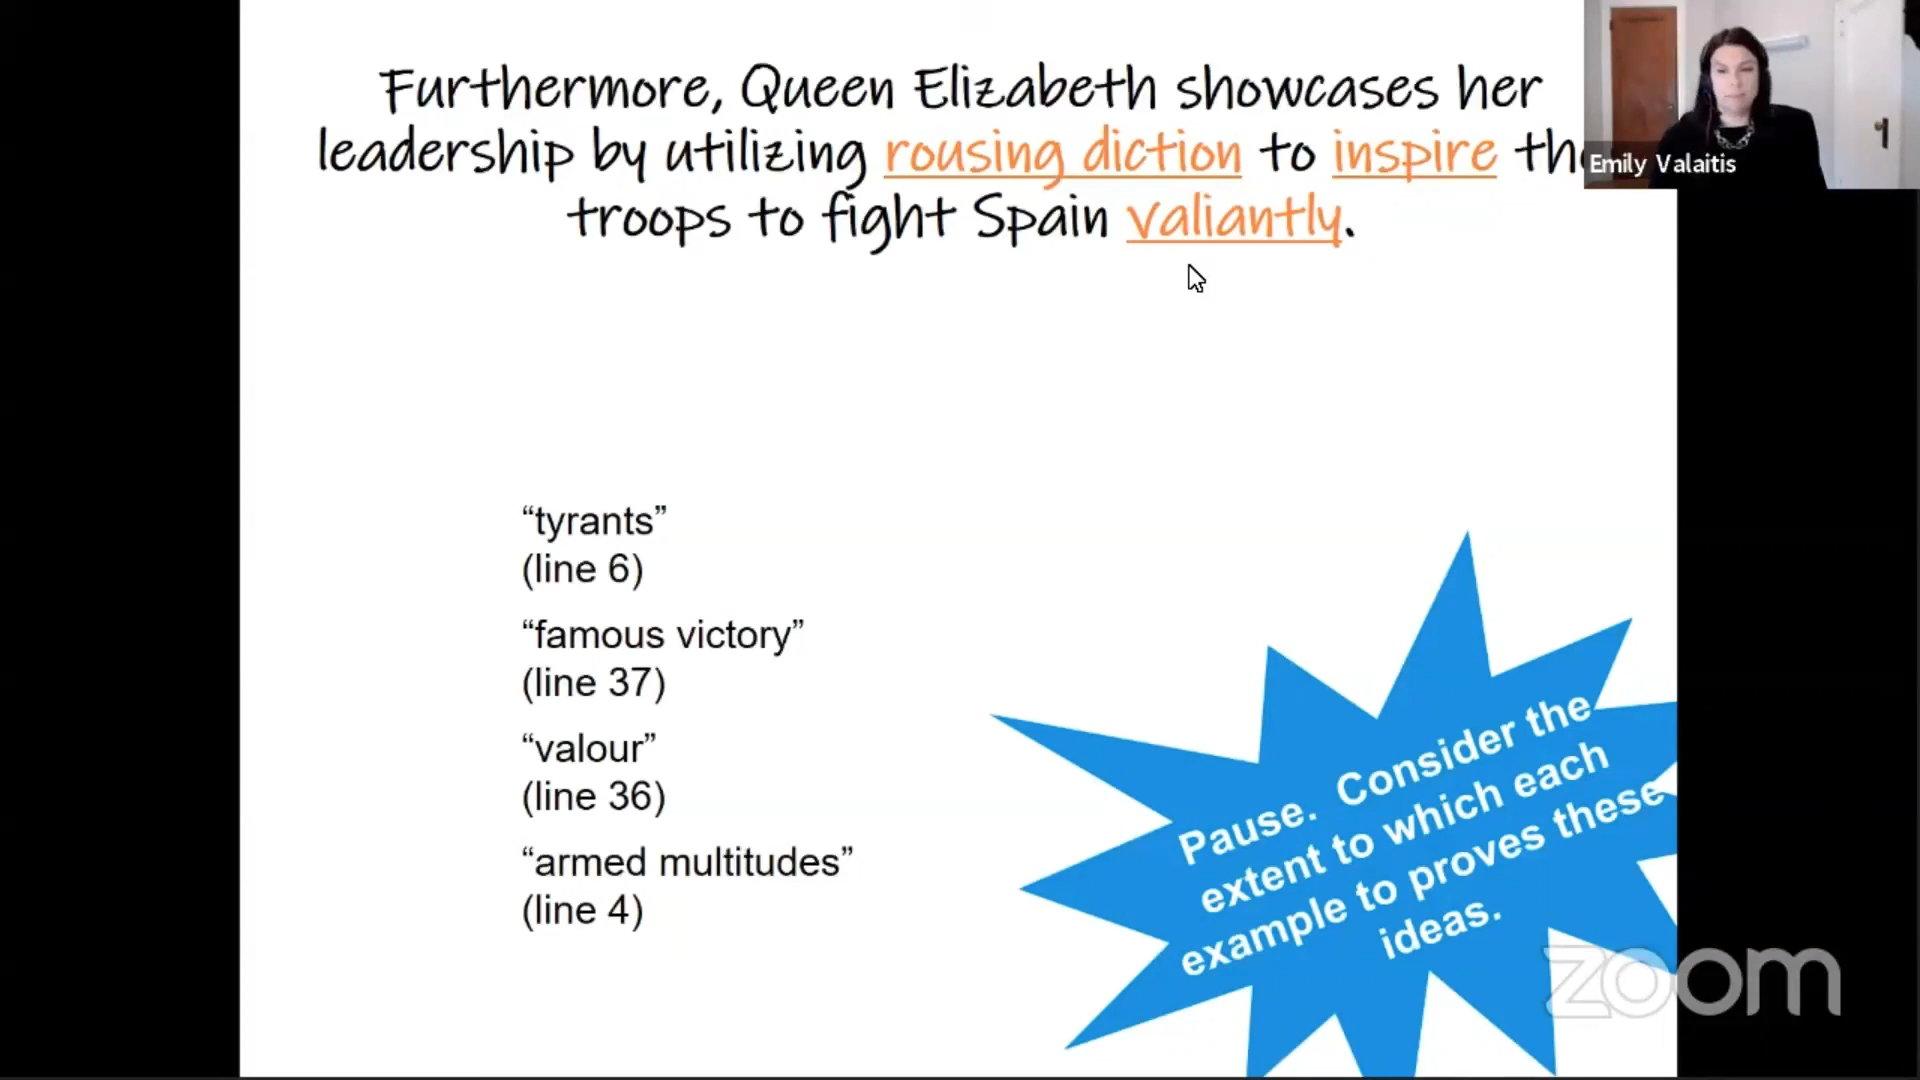 Furthermore, Queen Elizabeth showcases her
leadership by utilizing rousing diction to inspire
troops to fight Spain valiantly.
Emily Valaitis
“tyrants”
(line 6)
“famous victory”
(line 37)
“valour”
(line 36)
“armed multitudes”
(line 4)
Pause. Consider the
extent to which each
example to proves these
ideas.
zoom